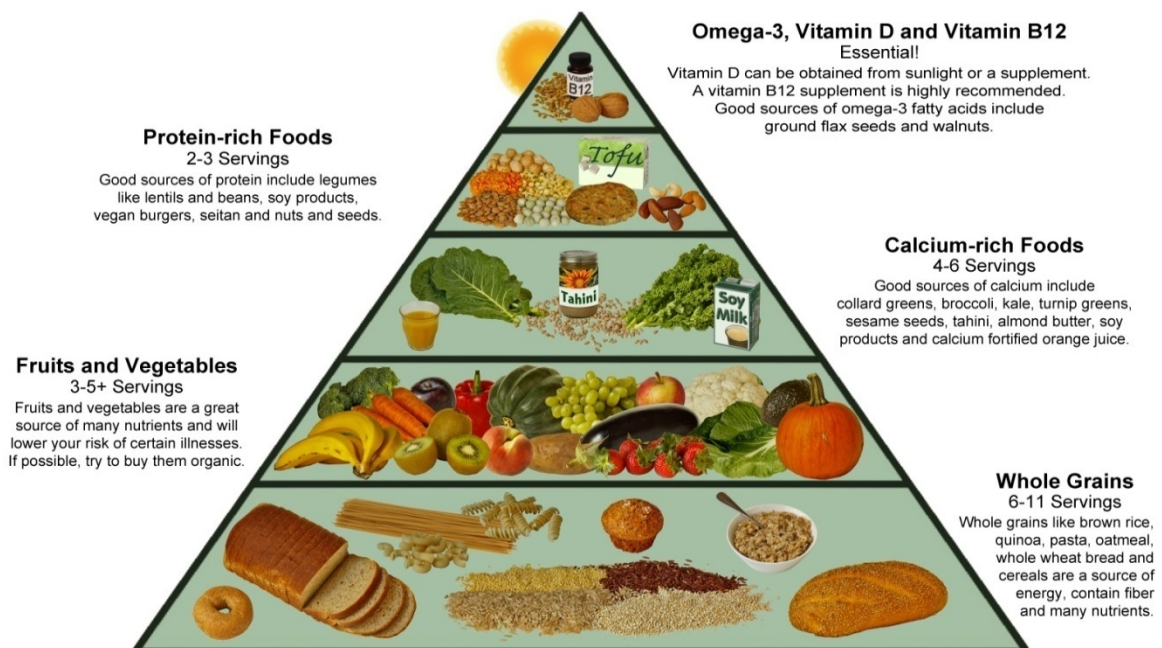 Omega-3, Vitamin D and Vitamin B12
Essential!
Vitamin D can be obtained from sunlight or a supplement.
A vitamin B12 supplement is highly recommended.
Good sources of omega-3 fatty acids include
ground flax seeds and walnuts.
Vitamin
B12
Protein-rich Foods
2-3 Servings
Good sources of protein include legumes
like lentils and beans, soy products,
vegan burgers, seitan and nuts and seeds.
Tofu
Calcium-rich Foods
4-6 Servings
Good sources of calcium include
collard greens, broccoli, kale, turnip greens,
sesame seeds, tahini, almond butter, soy
products and calcium fortified orange juice.
Tahini
Soy
Milk
Fruits and Vegetables
3-5+ Servings
Fruits and vegetables are a great
source of many nutrients and will
lower your risk of certain illnesses.
If possible, try to buy them organic.
Whole Grains
6-11 Servings
Whole grains like brown rice,
quinoa, pasta, oatmeal,
whole wheat bread and
cereals are a source of
energy, contain fiber
and many nutrients.